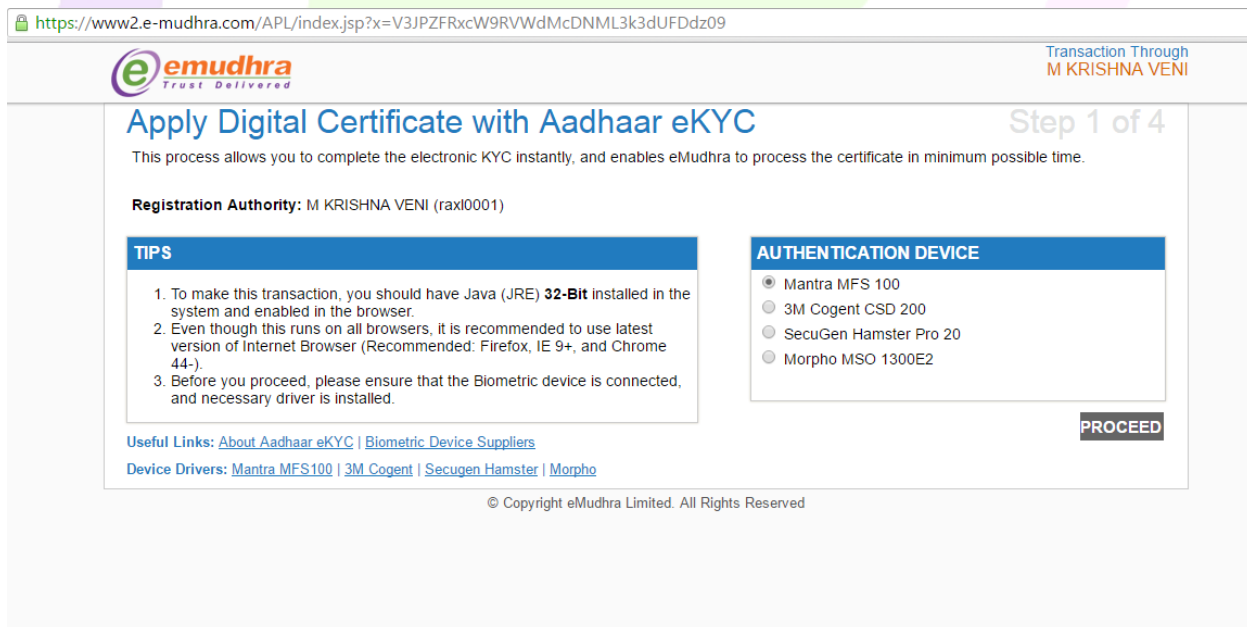 https://www2.e-mudhra.com/APL/index.jsp?x=V3JPZFRxcW9RVWdMcDNML3k3dUFDdz09
emudhra
Trust Delivered
Transaction Through
M KRISHNA VENI
Apply Digital Certificate with Aadhaar eKYC
Step 1 of 4
This process allows you to complete the electronic KYC instantly, and enables eMudhra to process the certificate in minimum possible time.
Registration Authority: M KRISHNA VENI (raxl0001)
TIPS
1. To make this transaction, you should have Java (JRE) 32-Bit installed in the
system and enabled in the browser.
2. Even though this runs on all browsers, it is recommended to use latest
version of Internet Browser (Recommended: Firefox, IE 9+, and Chrome
44-).
3. Before you proceed, please ensure that the Biometric device is connected,
and necessary driver is installed.
AUTHENTICATION DEVICE
Mantra MFS 100
3M Cogent CSD 200
SecuGen Hamster Pro 20
Morpho MSO 1300E2
PROCEED
Useful Links: About Aadhaar eKYC | Biometric Device Suppliers
Device Drivers: Mantra MFS100 | 3M Cogent | Secugen Hamster | Morpho
© Copyright eMudhra Limited. All Rights Reserved